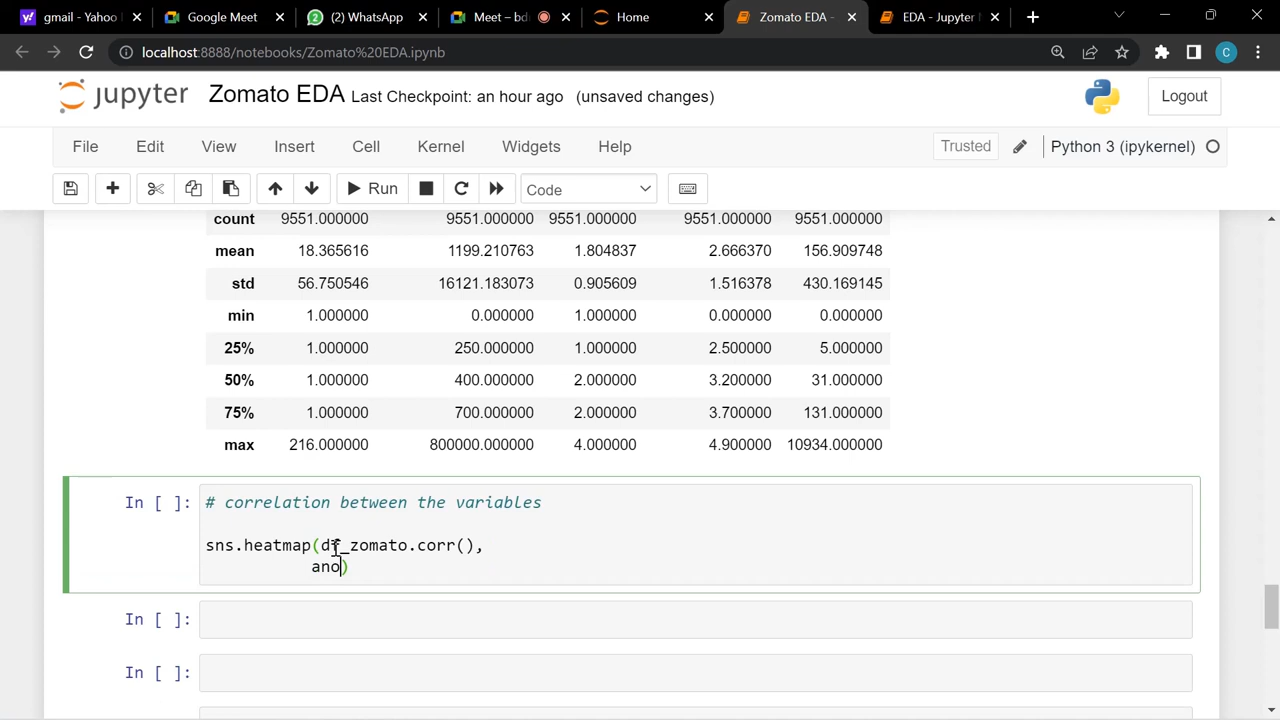 gmail - Yahoo
Google Meet
(2) WhatsApp
Meet – bd
Home
Zomato EDA -
EDA - Jupyter
localhost:8888/notebooks/Zomato%20EDA.ipynb
C
jupyter Zomato EDA Last Checkpoint: an hour ago (unsaved changes)
Logout
File Edit View Insert Cell Kernel Widgets Help
Trusted Python 3 (ipykernel)
Run Code
count 9551.000000 9551.000000 9551.000000 9551.000000 9551.000000
mean 18.365616 1199.210763 1.804837 2.666370 156.909748
std 56.750546 16121.183073 0.905609 1.516378 430.169145
min 1.000000 0.000000 1.000000 0.000000 0.000000
25% 1.000000 250.000000 1.000000 2.500000 5.000000
50% 1.000000 400.000000 2.000000 3.200000 31.000000
75% 1.000000 700.000000 2.000000 3.700000 131.000000
max 216.000000 800000.000000 4.000000 4.900000 10934.000000
In [ ]: # correlation between the variables
sns.heatmap(df_zomato.corr(),
ano)
In [ ]:
In [ ]: